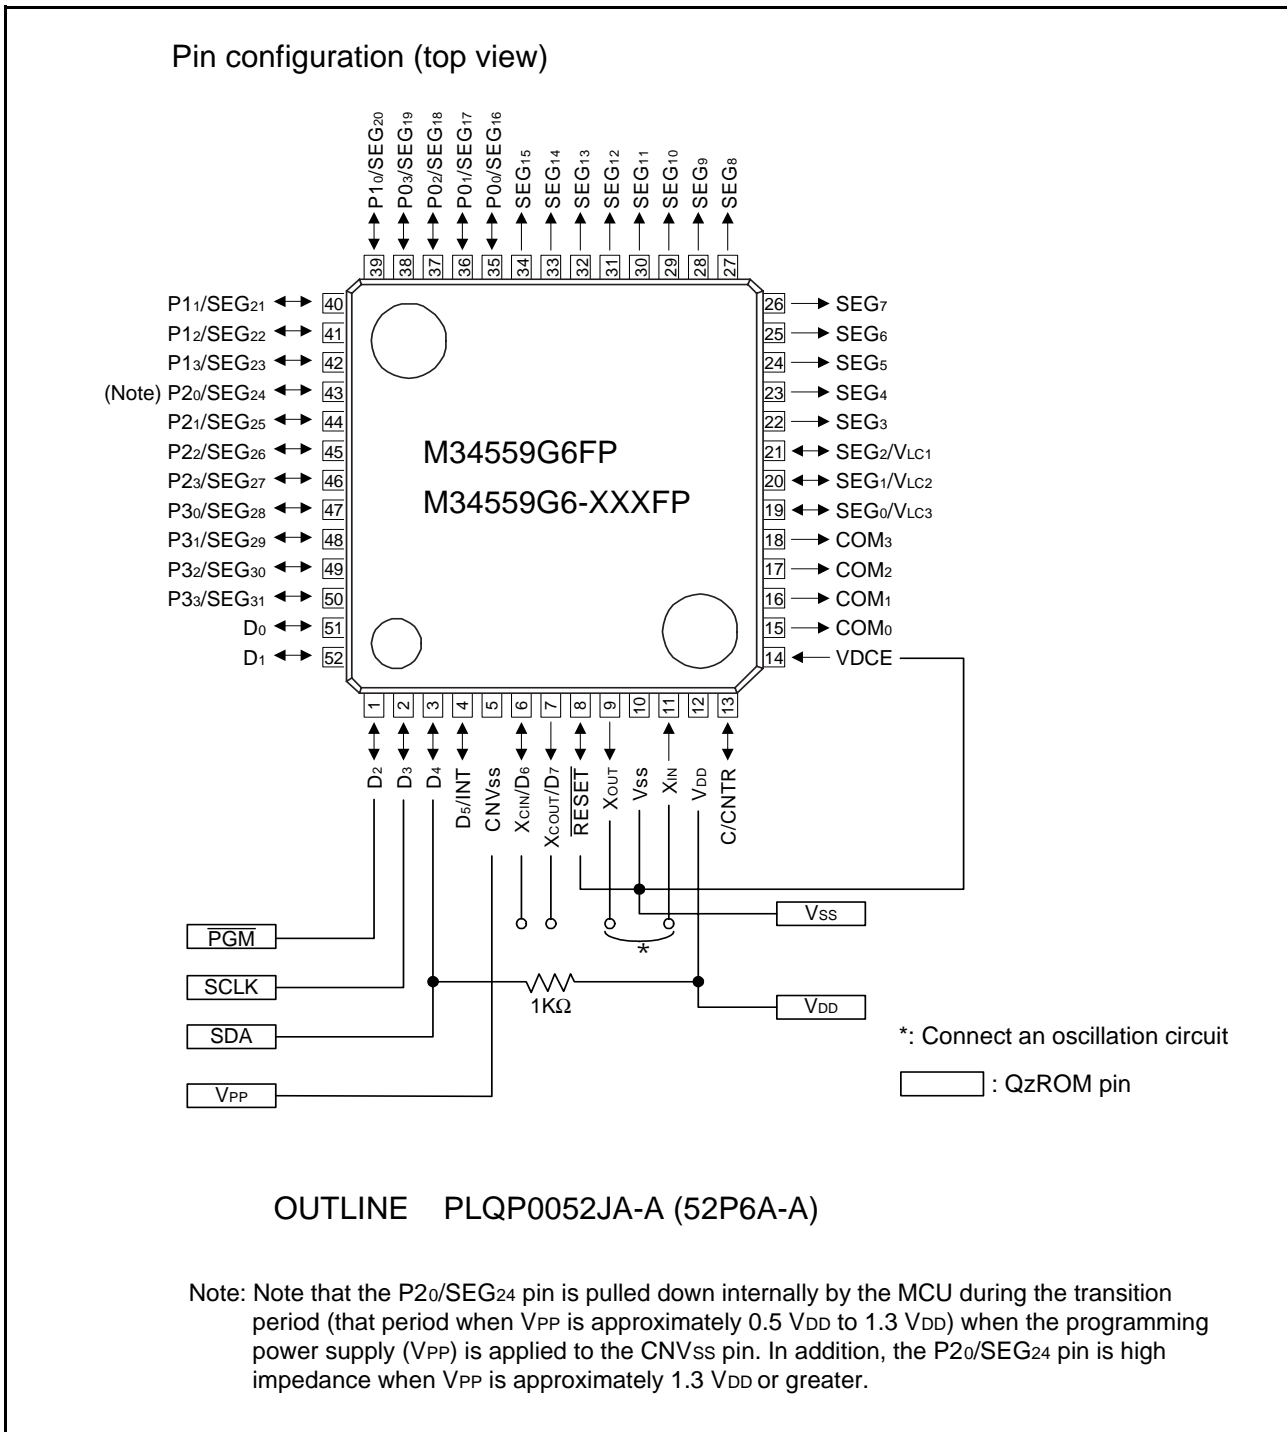 Pin configuration (top view)
P10/SEG20
P03/SEG19
P02/SEG18
P01/SEG17
P00/SEG16
SEG15
SEG14
SEG13
SEG12
SEG11
SEG10
SEG9
SEG8
39 38 37 36 35 34 33 32 31 30 29 28 27
P11/SEG21 40
P12/SEG22 41
P13/SEG23 42
(Note) P20/SEG24 43
P21/SEG25 44
P22/SEG26 45
P23/SEG27 46
P30/SEG28 47
P31/SEG29 48
P32/SEG30 49
P33/SEG31 50
D0 51
D1 52
M34559G6FP
M34559G6-XXXFP
26 SEG7
25 SEG6
24 SEG5
23 SEG4
22 SEG3
21 SEG2/VLC1
20 SEG1/VLC2
19 SEG0/VLC3
18 COM3
17 COM2
16 COM1
15 COM0
14 VDCE
1 2 3 4 5 6 7 8 9 10 11 12 13
D2
D3
D4
D5/INT
CNVss
XCIN/D6
XCOUT/D7
RESET
XOUT
Vss
XIN
VDD
C/CNTR
PGM
SCLK
SDA
VPP
*
1KΩ
Vss
VDD
*: Connect an oscillation circuit
: QzROM pin
OUTLINE PLQP0052JA-A (52P6A-A)
Note: Note that the P20/SEG24 pin is pulled down internally by the MCU during the transition
period (that period when VPP is approximately 0.5 VDD to 1.3 VDD) when the programming
power supply (VPP) is applied to the CNVss pin. In addition, the P20/SEG24 pin is high
impedance when VPP is approximately 1.3 VDD or greater.